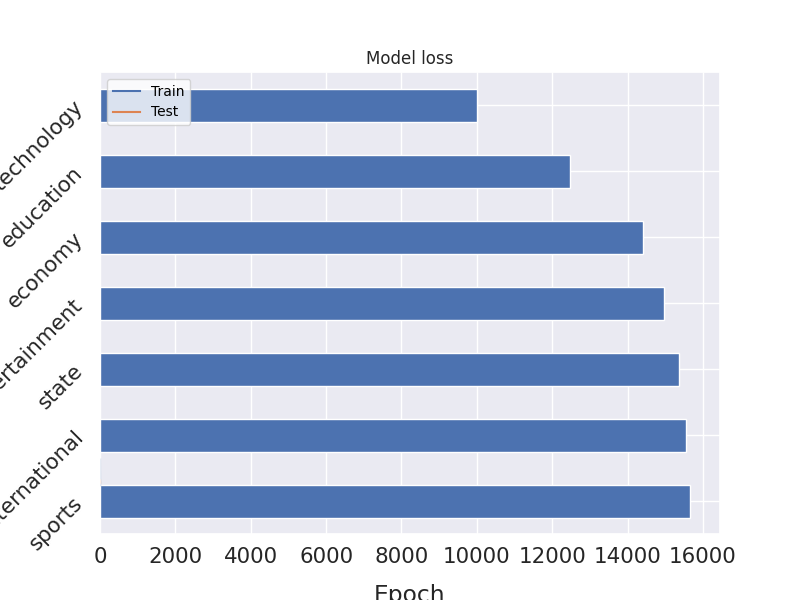 Model loss
Train
Test
technology
education
economy
ertainment
state
ternational
sports
0 2000 4000 6000 8000 10000 12000 14000 16000
Epoch